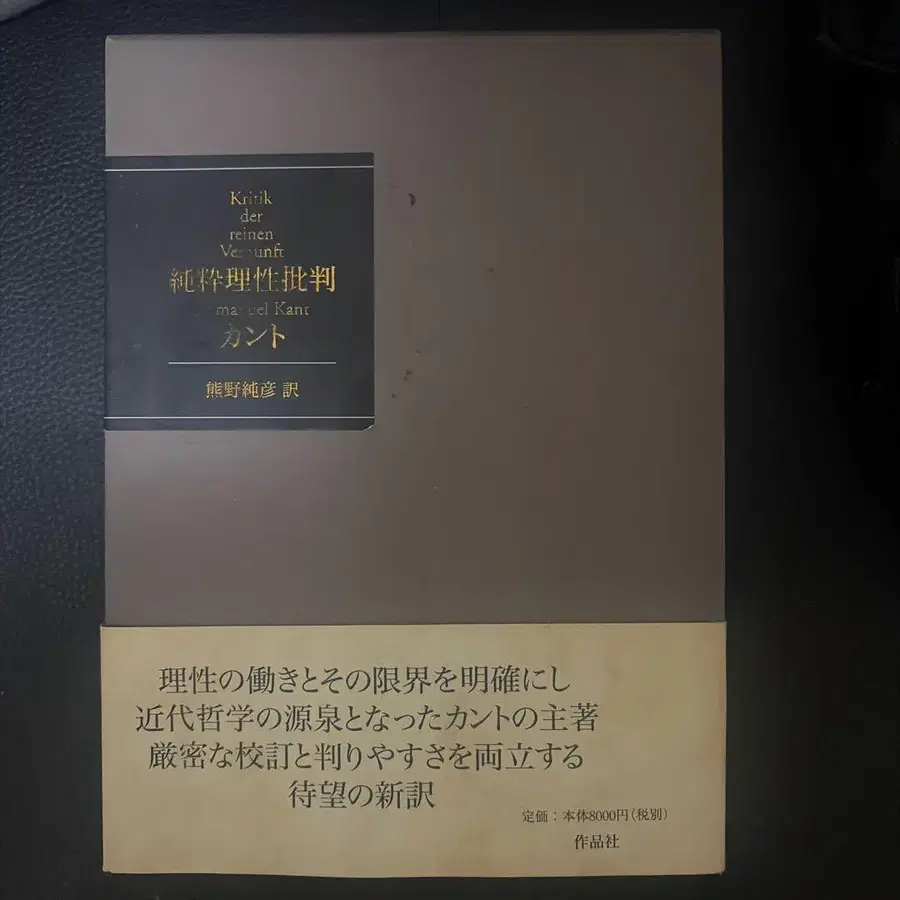 Kritik
der
reinen
Vernunft
純粋理性批判
Immanuel Kant
カント
熊野純彦 訳
理性の働きとその限界を明確にし
近代哲学の源泉となったカントの主著
厳密な校訂と判りやすさを両立する
待望の新訳
定価：本体8000円（税別）
作品社